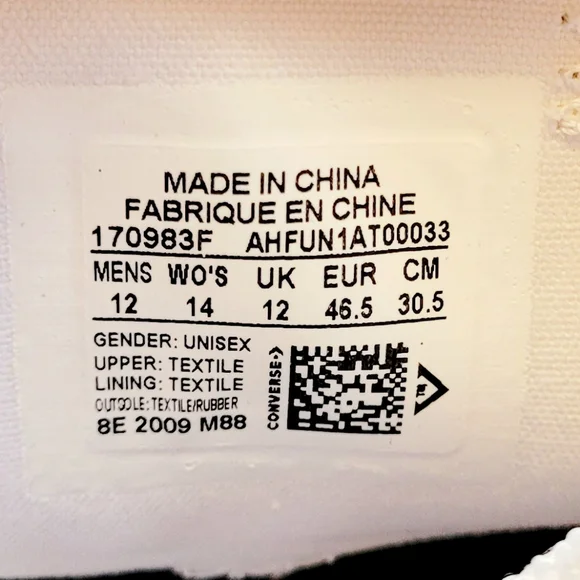 MADE IN CHINA
FABRIQUE EN CHINE
170983F AHFUN1AT00033
MENS WO'S UK EUR CM
12 14 12 46.5 30.5
GENDER: UNISEX
UPPER: TEXTILE
LINING: TEXTILE
OUTSOLE: TEXTILE/RUBBER
8E 2009 M88
CONVERSE